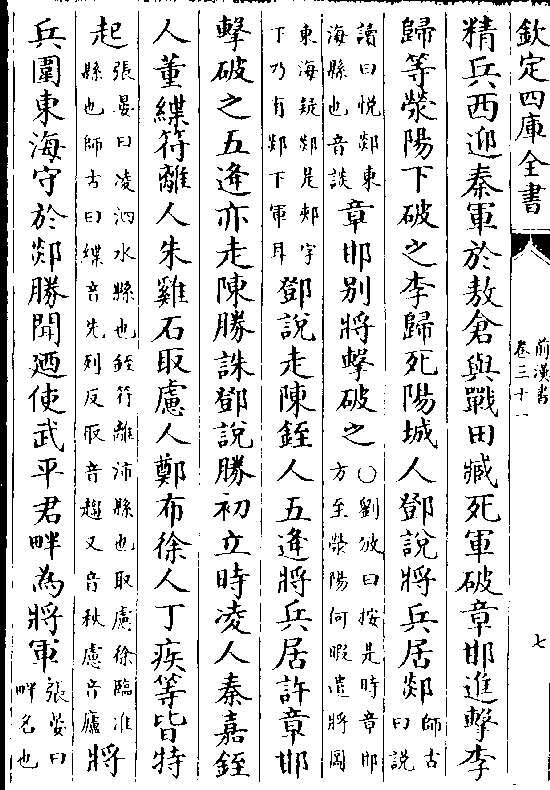 欽定四庫全書
前漢書
卷三十一
七
精兵西迎秦軍於敖倉與戰田臧死軍破章邯進擊李
歸等滎陽下破之李歸死陽城人鄧說將兵居郯
師古
曰說
讀曰悅郯東
海縣也音談
章邯別將擊破之
○劉攽曰按是時章邯
方至滎陽何暇遣將圍
東海疑郯是郟字
下乃有郯下軍耳
鄧說走陳銍人五逢將兵居許章邯
擊破之五逢亦走陳勝誅鄧說勝初立時凌人秦嘉銍
人董緤符離人朱雞石取慮人鄭布徐人丁疾等皆特
起
張晏曰凌泗水縣也銍符離沛縣也取慮徐臨淮
縣也師古曰緤音先列反取音趨又音秋慮音廬
將
兵圍東海守於郯勝聞廼使武平君畔為將軍
張晏曰
畔名也